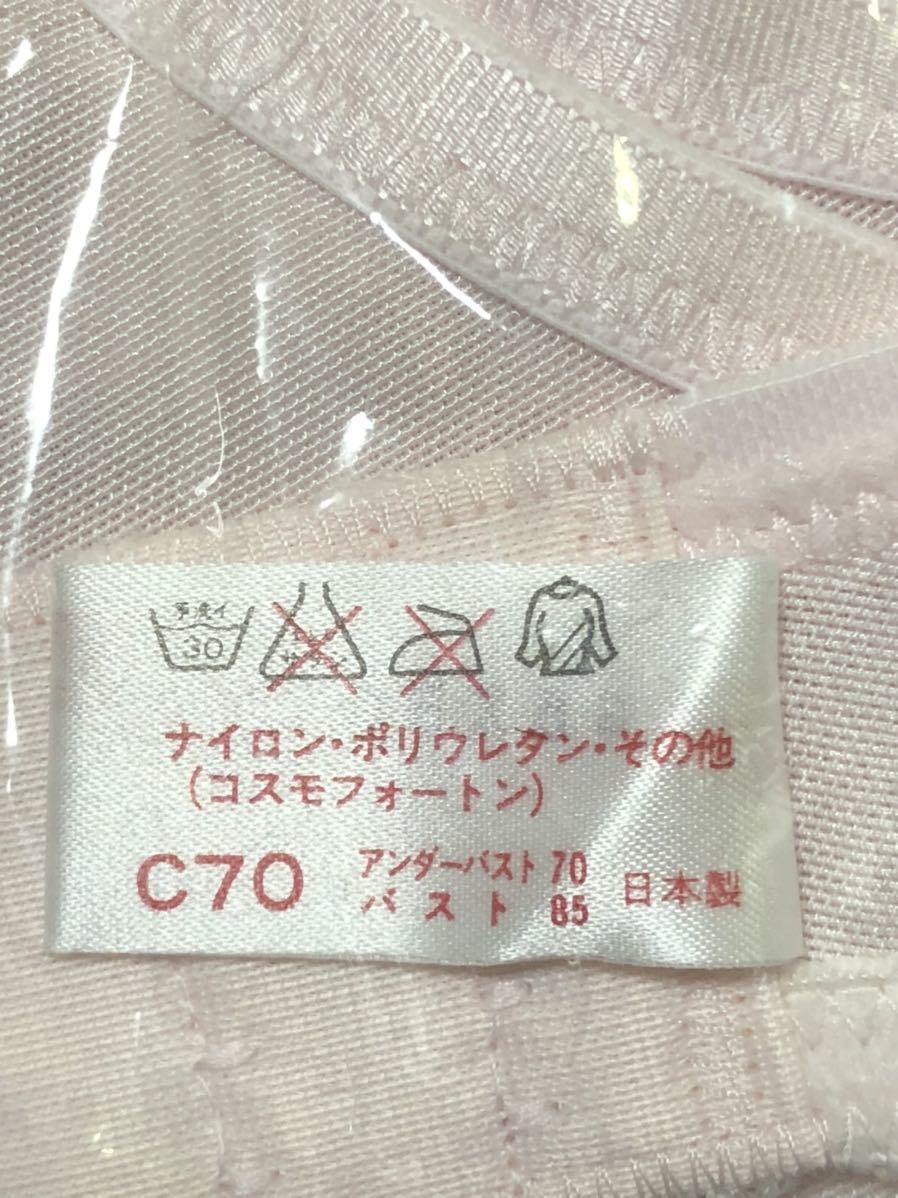 手洗イ
30
ナイロン・ポリウレタン・その他
(コスモフォートン)
C70
アンダーバスト 70
バスト 85
日本製